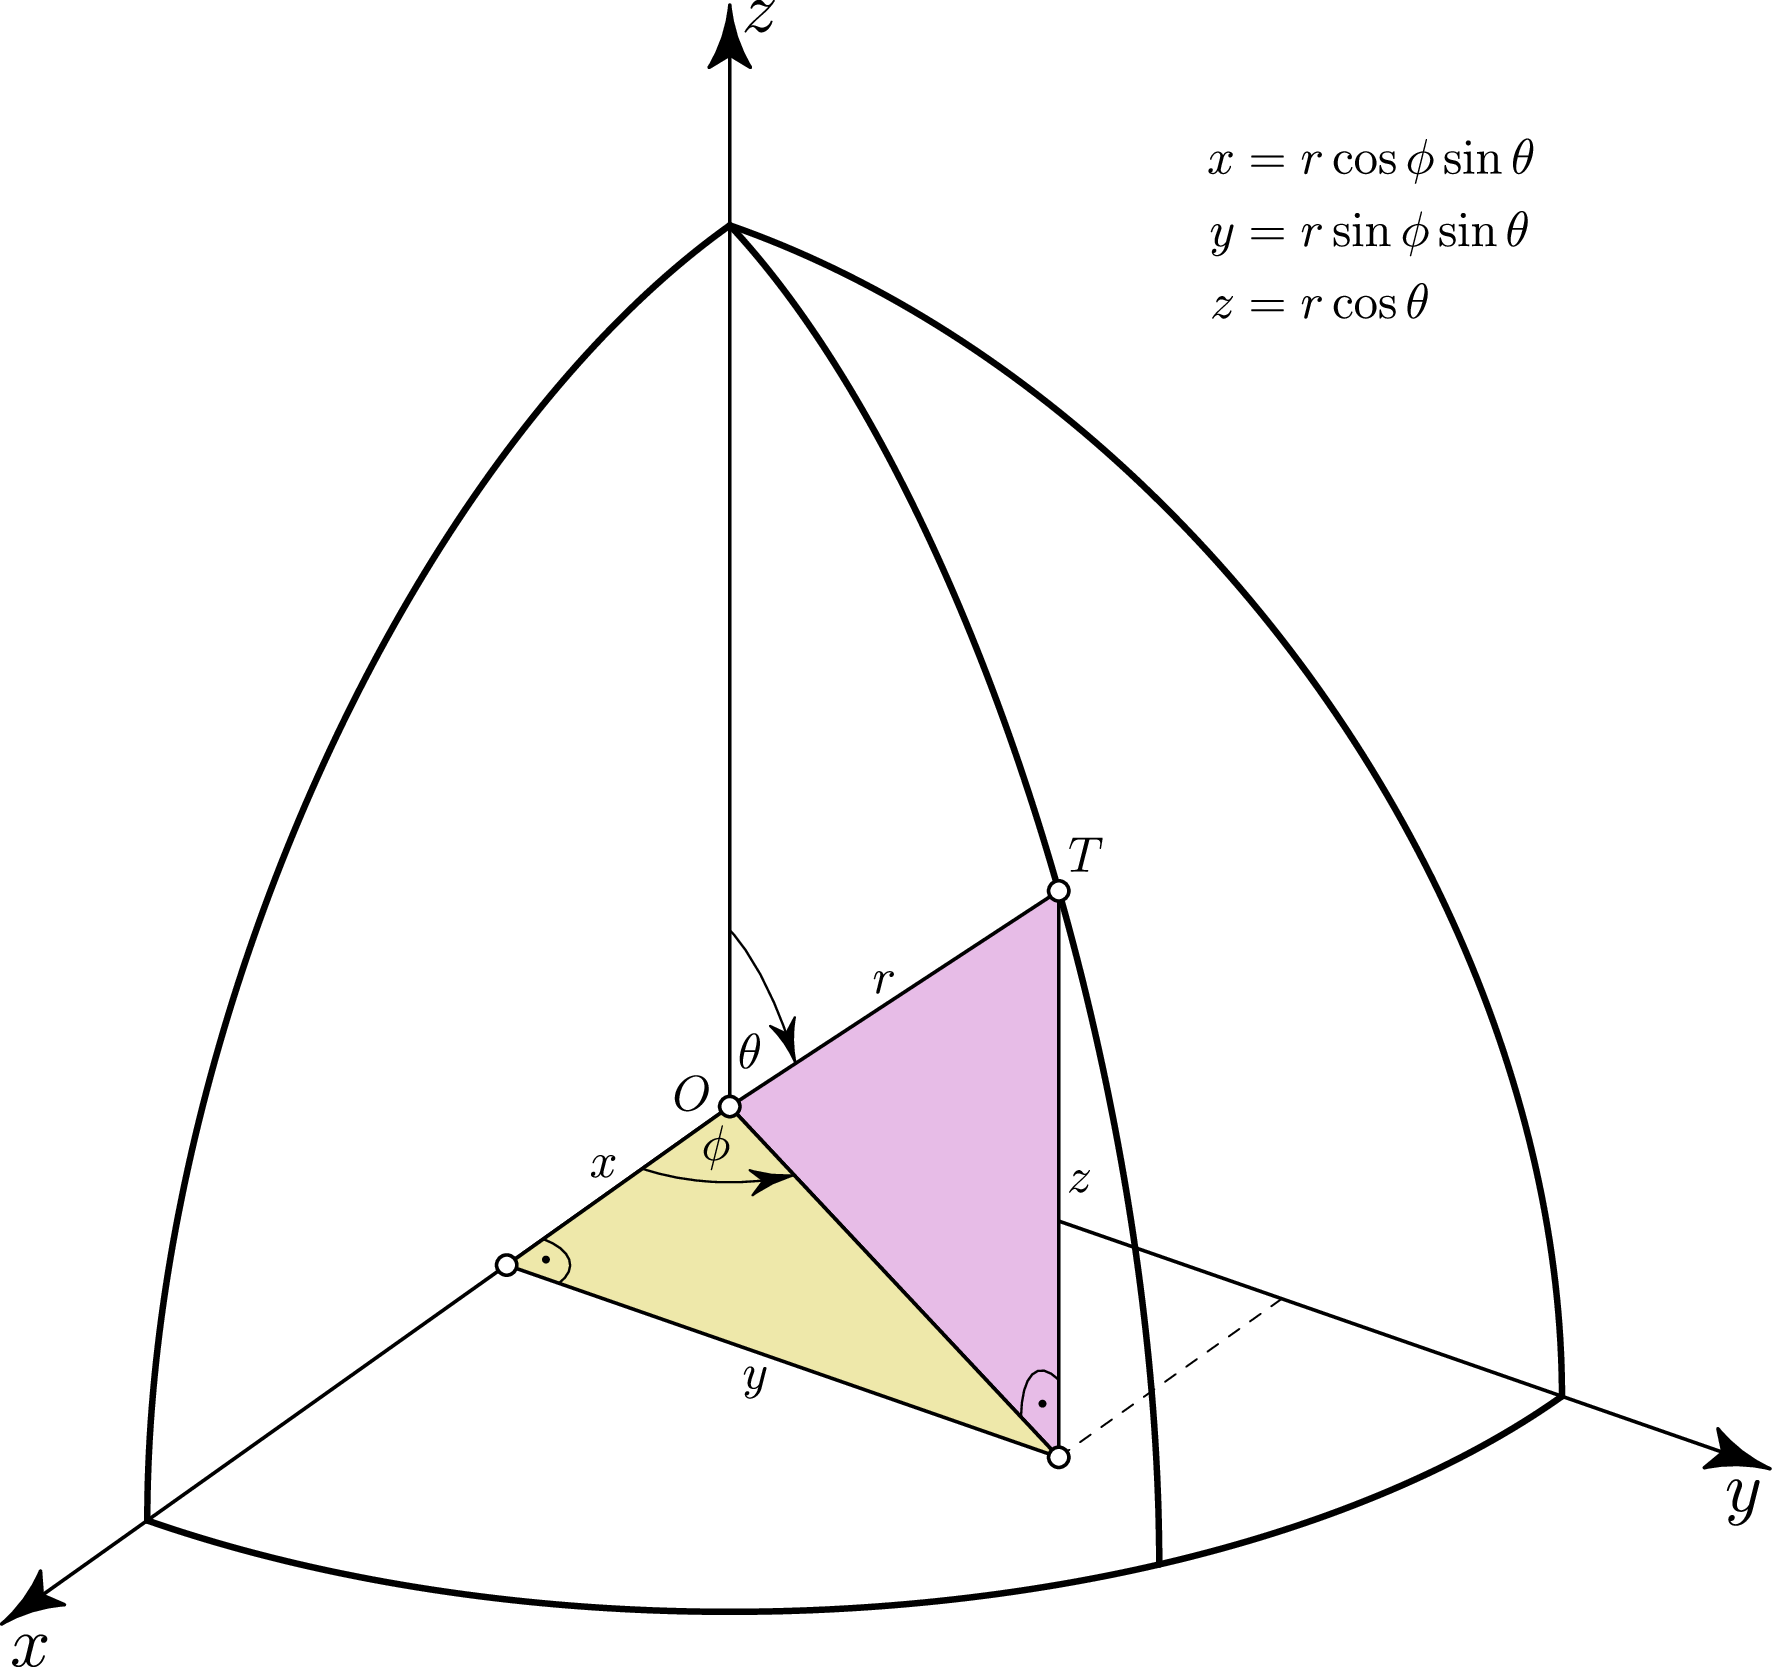 z
x = r cos ϕ sin θ
y = r sin ϕ sin θ
z = r cos θ
T
r
θ
O
ϕ
x
z
y
y
x